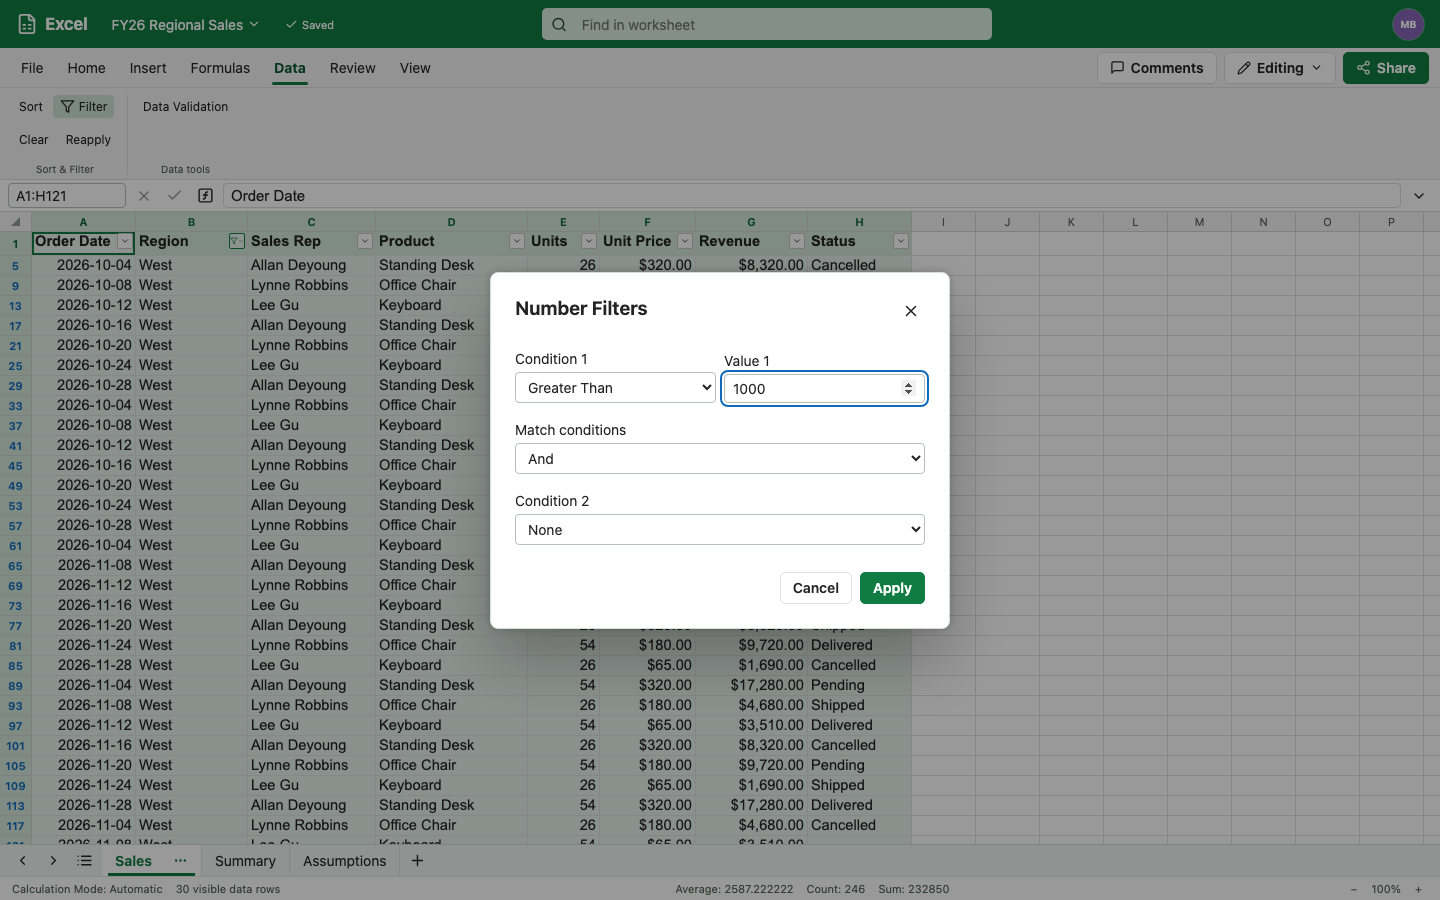 Excel
FY26 Regional Sales
Saved
Find in worksheet
MB
File Home Insert Formulas Data Review View
Comments
Editing
Share
Sort Filter Data Validation
Clear Reapply
Sort & Filter Data tools
A1:H121
Order Date
A B C D E F G H I J K L M N O P
1 Order Date Region Sales Rep Product Units Unit Price Revenue Status
5 2026-10-04 West Allan Deyoung Standing Desk 26 $320.00 $8,320.00 Cancelled
9 2026-10-08 West Lynne Robbins Office Chair
13 2026-10-12 West Lee Gu Keyboard
17 2026-10-16 West Allan Deyoung Standing Desk
21 2026-10-20 West Lynne Robbins Office Chair
25 2026-10-24 West Lee Gu Keyboard
29 2026-10-28 West Allan Deyoung Standing Desk
33 2026-10-04 West Lynne Robbins Office Chair
37 2026-10-08 West Lee Gu Keyboard
41 2026-10-12 West Allan Deyoung Standing Desk
45 2026-10-16 West Lynne Robbins Office Chair
49 2026-10-20 West Lee Gu Keyboard
53 2026-10-24 West Allan Deyoung Standing Desk
57 2026-10-28 West Lynne Robbins Office Chair
61 2026-10-04 West Lee Gu Keyboard
65 2026-11-08 West Allan Deyoung Standing Desk
69 2026-11-12 West Lynne Robbins Office Chair
73 2026-11-16 West Lee Gu Keyboard
77 2026-11-20 West Allan Deyoung Standing Desk Shipped
81 2026-11-24 West Lynne Robbins Office Chair 54 $180.00 $9,720.00 Delivered
85 2026-11-28 West Lee Gu Keyboard 26 $65.00 $1,690.00 Cancelled
89 2026-11-04 West Allan Deyoung Standing Desk 54 $320.00 $17,280.00 Pending
93 2026-11-08 West Lynne Robbins Office Chair 26 $180.00 $4,680.00 Shipped
97 2026-11-12 West Lee Gu Keyboard 54 $65.00 $3,510.00 Delivered
101 2026-11-16 West Allan Deyoung Standing Desk 26 $320.00 $8,320.00 Cancelled
105 2026-11-20 West Lynne Robbins Office Chair 54 $180.00 $9,720.00 Pending
109 2026-11-24 West Lee Gu Keyboard 26 $65.00 $1,690.00 Shipped
113 2026-11-28 West Allan Deyoung Standing Desk 54 $320.00 $17,280.00 Delivered
117 2026-11-04 West Lynne Robbins Office Chair 26 $180.00 $4,680.00 Cancelled
Number Filters
Condition 1 Value 1
Greater Than 1000
Match conditions
And
Condition 2
None
Cancel Apply
Sales ... Summary Assumptions
Calculation Mode: Automatic 30 visible data rows Average: 2587.222222 Count: 246 Sum: 232850 − 100% +